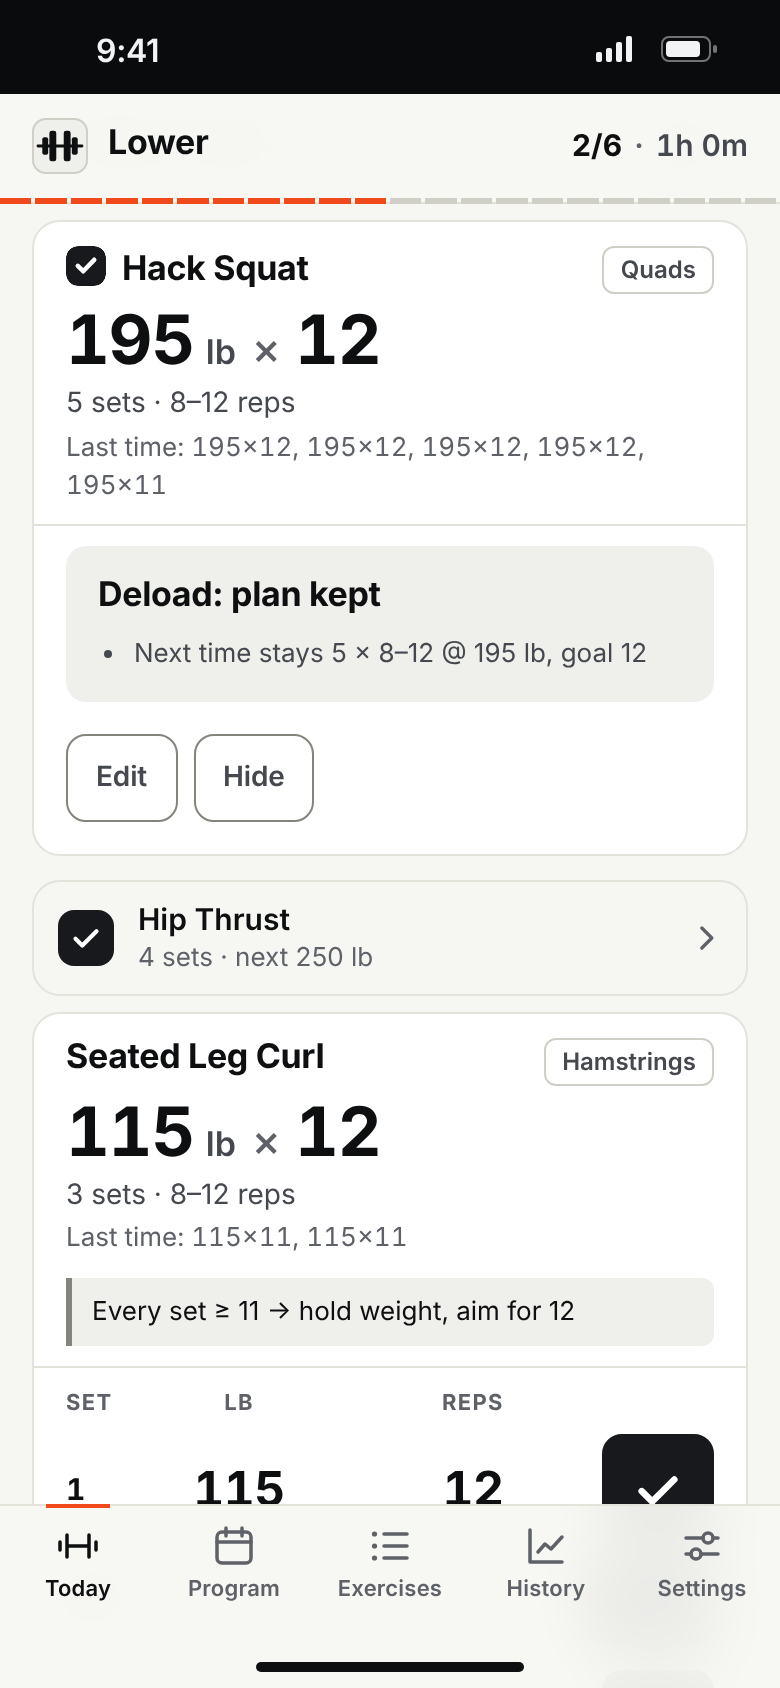 9:41
Lower
2/6 · 1h 0m
Hack Squat
Quads
195 lb × 12
5 sets · 8–12 reps
Last time: 195×12, 195×12, 195×12, 195×12,
195×11
Deload: plan kept
• Next time stays 5 × 8–12 @ 195 lb, goal 12
Edit
Hide
Hip Thrust
4 sets · next 250 lb
Seated Leg Curl
Hamstrings
115 lb × 12
3 sets · 8–12 reps
Last time: 115×11, 115×11
Every set ≥ 11 → hold weight, aim for 12
SET LB REPS
1 115 12
Today
Program
Exercises
History
Settings